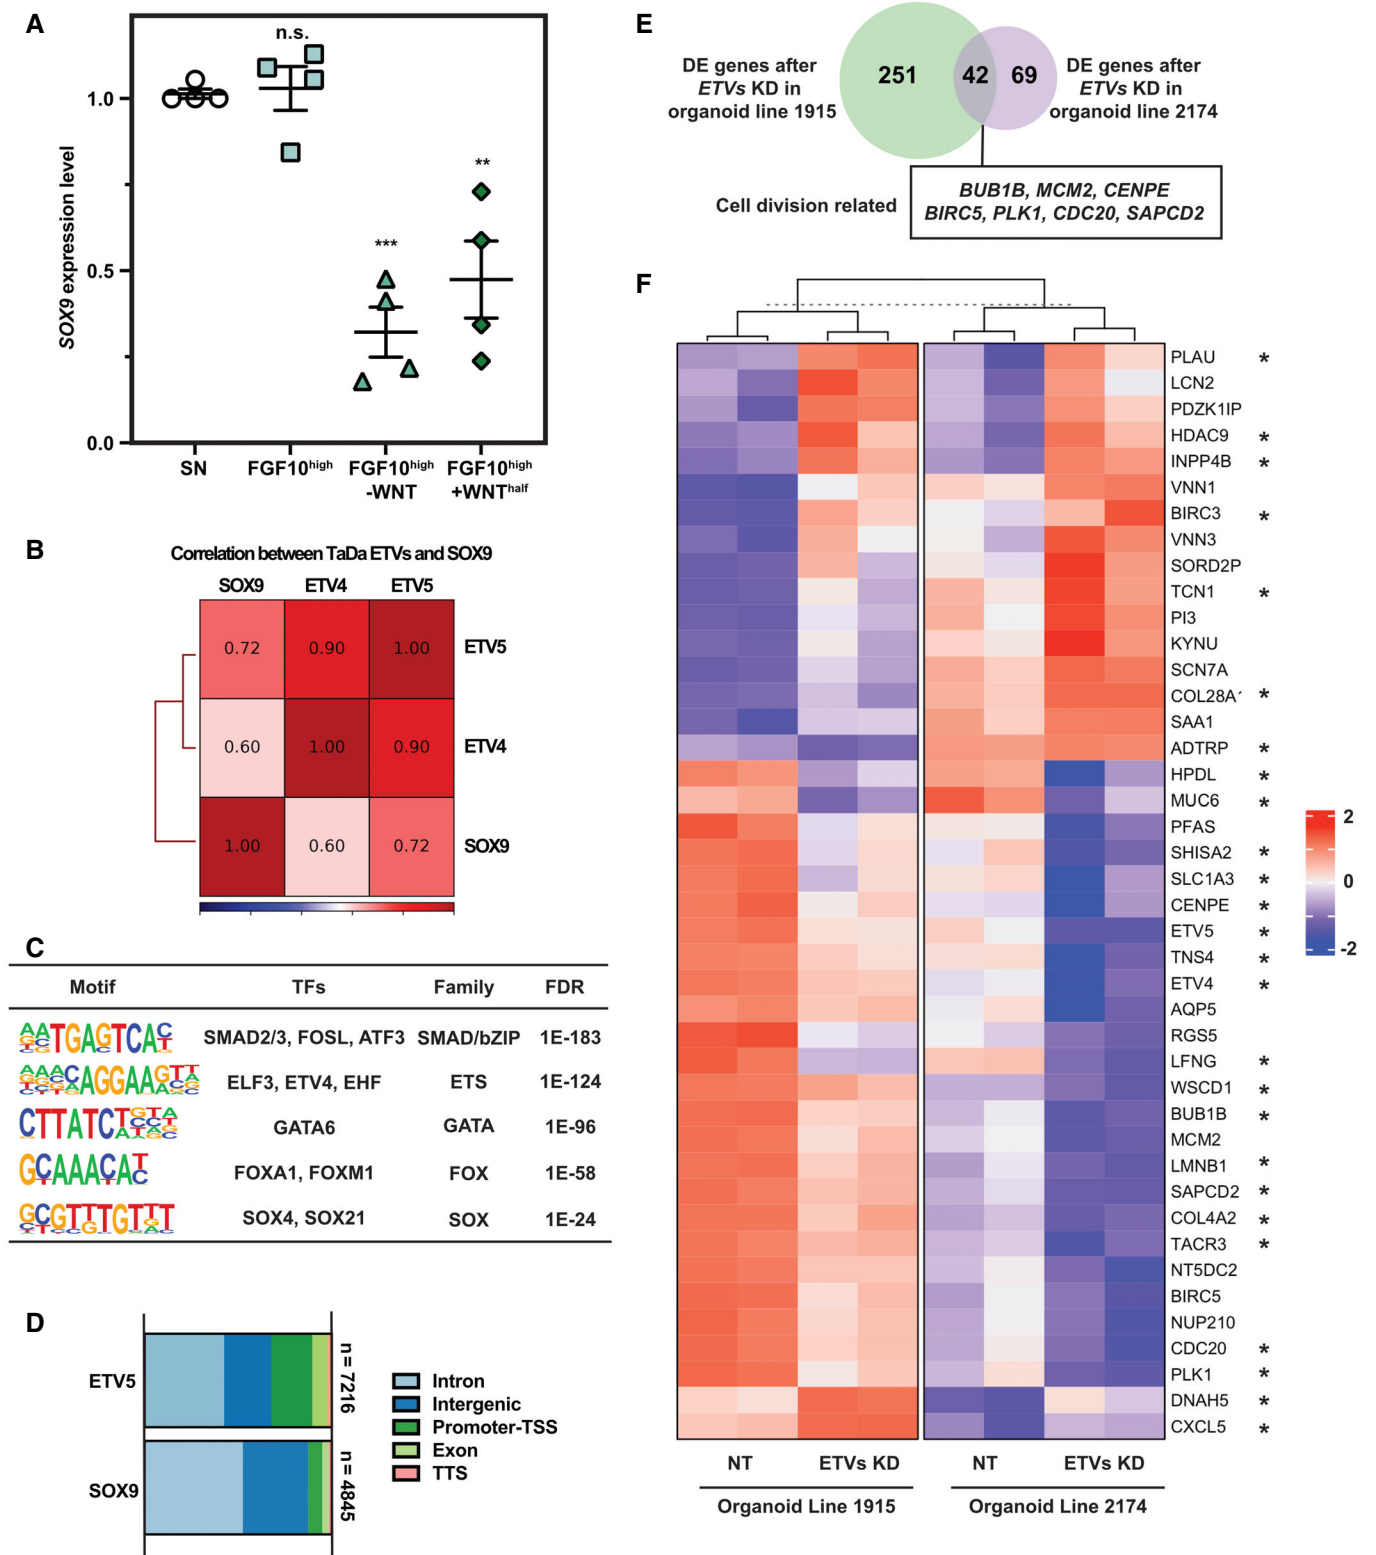 A
n.s.
***
**
1.0
0.5
0.0
SOX9 expression level
SN
FGF10high
FGF10high
-WNT
FGF10high
+WNThalf
B
Correlation between TaDa ETVs and SOX9
SOX9 ETV4 ETV5
0.72 0.90 1.00 ETV5
0.60 1.00 0.90 ETV4
1.00 0.60 0.72 SOX9
C
Motif TFs Family FDR
SMAD2/3, FOSL, ATF3 SMAD/bZIP 1E-183
ELF3, ETV4, EHF ETS 1E-124
GATA6 GATA 1E-96
FOXA1, FOXM1 FOX 1E-58
SOX4, SOX21 SOX 1E-24
D
ETV5
n = 7216
SOX9
n = 4845
Intron
Intergenic
Promoter-TSS
Exon
TTS
E
DE genes after
ETVs KD in
organoid line 1915
251 42 69
DE genes after
ETVs KD in
organoid line 2174
Cell division related
BUB1B, MCM2, CENPE
BIRC5, PLK1, CDC20, SAPCD2
F
PLAU *
LCN2
PDZK1IP
HDAC9 *
INPP4B *
VNN1
BIRC3 *
VNN3
SORD2P
TCN1 *
PI3
KYNU
SCN7A
COL28A *
SAA1
ADTRP *
HPDL *
MUC6 *
PFAS
SHISA2 *
SLC1A3 *
CENPE *
ETV5 *
TNS4 *
ETV4 *
AQP5
RGS5
LFNG *
WSCD1 *
BUB1B *
MCM2
LMNB1 *
SAPCD2 *
COL4A2 *
TACR3 *
NT5DC2
BIRC5
NUP210
CDC20 *
PLK1 *
DNAH5 *
CXCL5 *
2
0
-2
NT ETVs KD NT ETVs KD
Organoid Line 1915 Organoid Line 2174